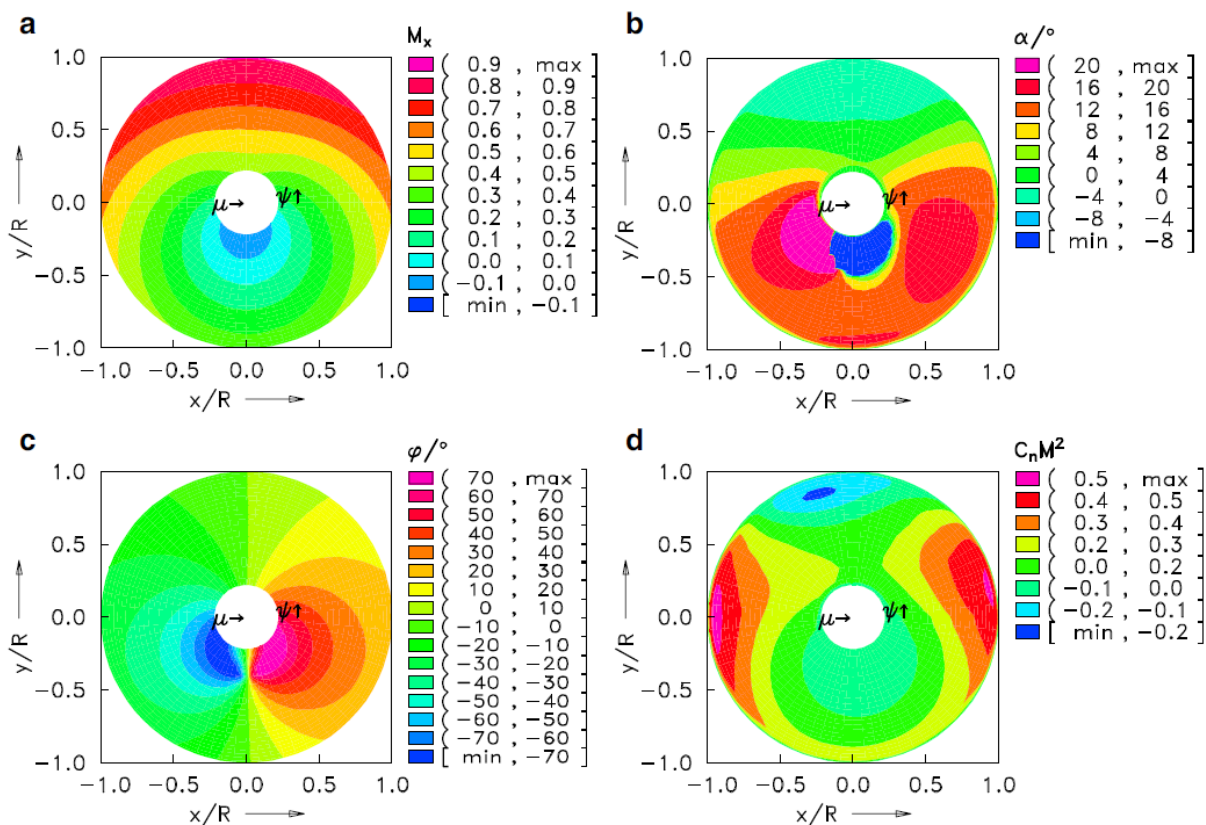 a
M_x
( 0.9 , max ]
( 0.8 , 0.9 ]
( 0.7 , 0.8 ]
( 0.6 , 0.7 ]
( 0.5 , 0.6 ]
( 0.4 , 0.5 ]
( 0.3 , 0.4 ]
( 0.2 , 0.3 ]
( 0.1 , 0.2 ]
( 0.0 , 0.1 ]
( −0.1 , 0.0 ]
[ min , −0.1 ]
1.0
0.5
0.0
−0.5
−1.0
y/R
μ→ ψ↑
−1.0 −0.5 0.0 0.5 1.0
x/R
b
α/°
( 20 , max ]
( 16 , 20 ]
( 12 , 16 ]
( 8 , 12 ]
( 4 , 8 ]
( 0 , 4 ]
( −4 , 0 ]
( −8 , −4 ]
[ min , −8 ]
1.0
0.5
0.0
−0.5
−1.0
y/R
μ→ ψ↑
−1.0 −0.5 0.0 0.5 1.0
x/R
c
φ/°
( 70 , max ]
( 60 , 70 ]
( 50 , 60 ]
( 40 , 50 ]
( 30 , 40 ]
( 20 , 30 ]
( 10 , 20 ]
( 0 , 10 ]
( −10 , 0 ]
( −20 , −10 ]
( −30 , −20 ]
( −40 , −30 ]
( −50 , −40 ]
( −60 , −50 ]
( −70 , −60 ]
[ min , −70 ]
1.0
0.5
0.0
−0.5
−1.0
y/R
μ→ ψ↑
−1.0 −0.5 0.0 0.5 1.0
x/R
d
C_nM²
( 0.5 , max ]
( 0.4 , 0.5 ]
( 0.3 , 0.4 ]
( 0.2 , 0.3 ]
( 0.0 , 0.2 ]
( −0.1 , 0.0 ]
( −0.2 , −0.1 ]
[ min , −0.2 ]
1.0
0.5
0.0
−0.5
−1.0
y/R
μ→ ψ↑
−1.0 −0.5 0.0 0.5 1.0
x/R